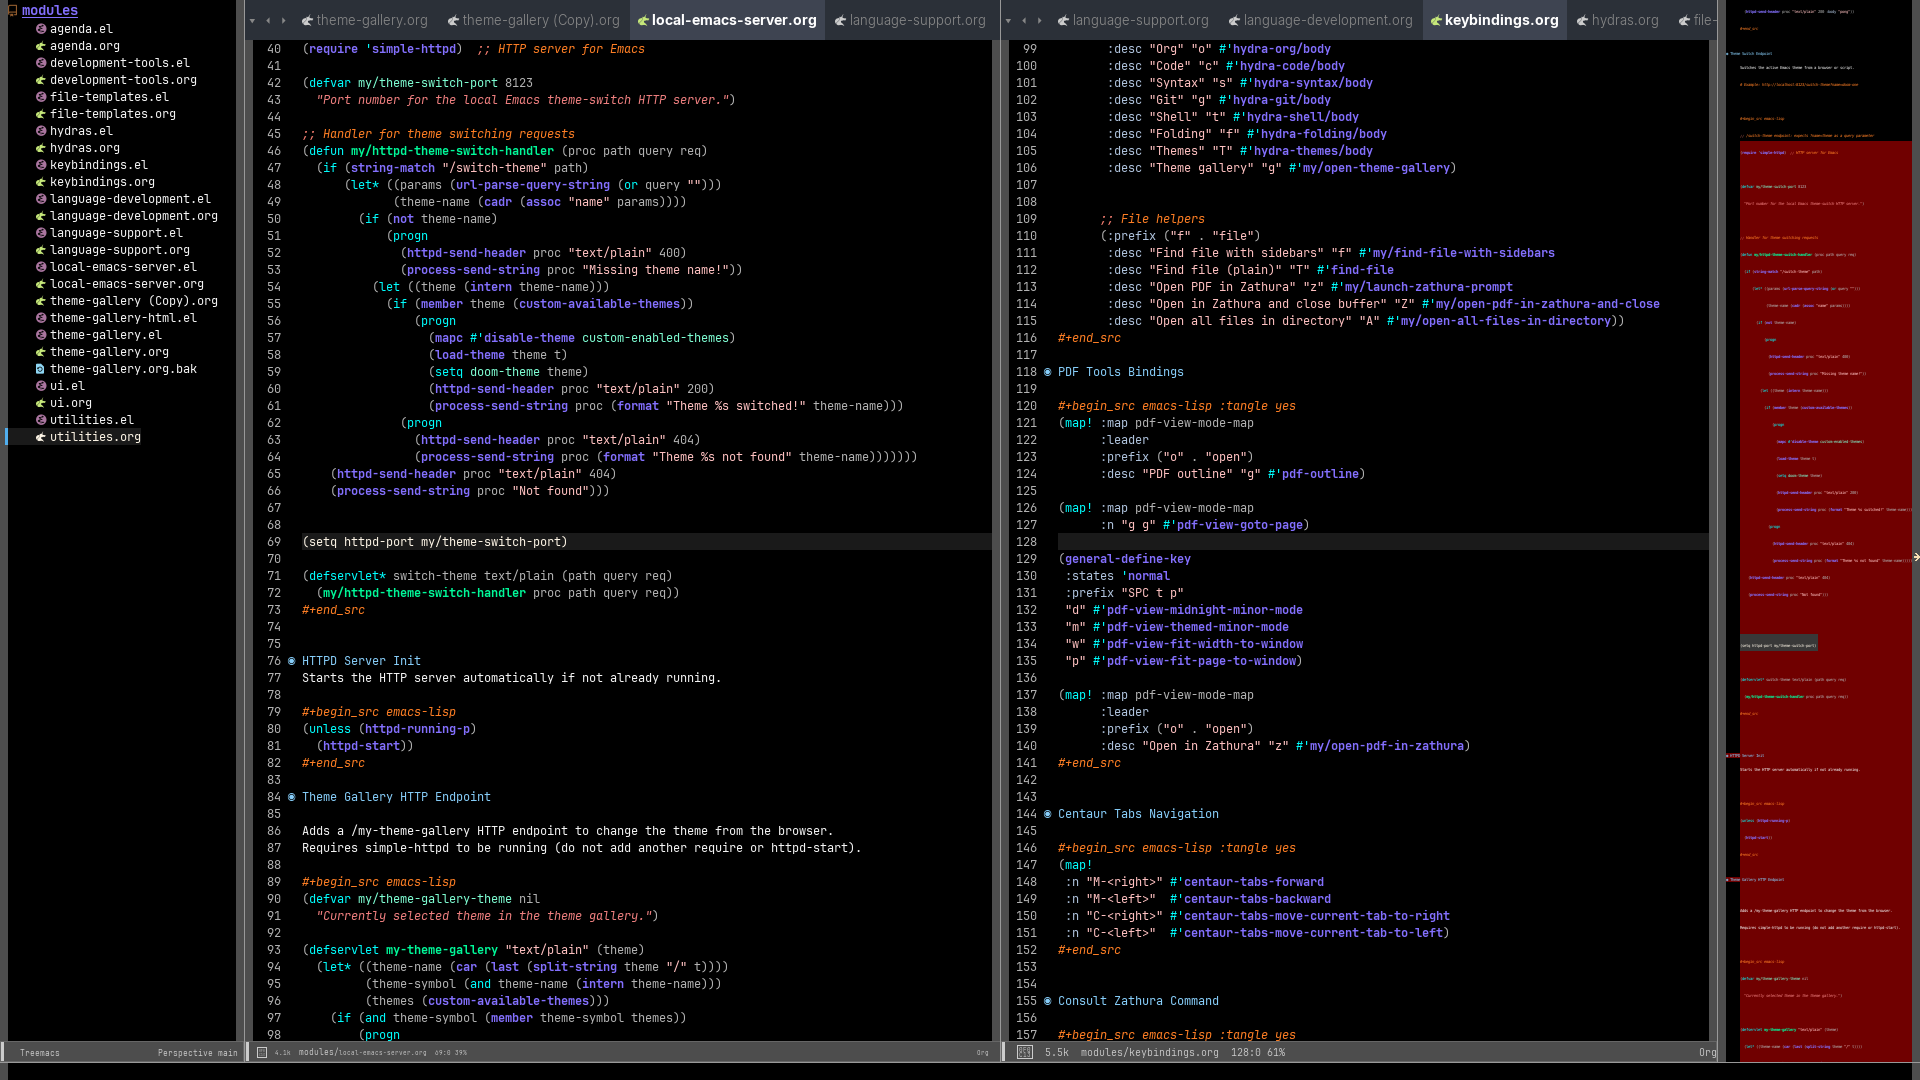 modules
agenda.el
agenda.org
development-tools.el
development-tools.org
file-templates.el
file-templates.org
hydras.el
hydras.org
keybindings.el
keybindings.org
language-development.el
language-development.org
language-support.el
language-support.org
local-emacs-server.el
local-emacs-server.org
theme-gallery (Copy).org
theme-gallery-html.el
theme-gallery.el
theme-gallery.org
theme-gallery.org.bak
ui.el
ui.org
utilities.el
utilities.org
Treemacs Perspective main
theme-gallery.org theme-gallery (Copy).org local-emacs-server.org language-support.org
40 (require 'simple-httpd)  ;; HTTP server for Emacs
41
42 (defvar my/theme-switch-port 8123
43   "Port number for the local Emacs theme-switch HTTP server.")
44
45 ;; Handler for theme switching requests
46 (defun my/httpd-theme-switch-handler (proc path query req)
47   (if (string-match "/switch-theme" path)
48       (let* ((params (url-parse-query-string (or query "")))
49              (theme-name (cadr (assoc "name" params))))
50         (if (not theme-name)
51             (progn
52               (httpd-send-header proc "text/plain" 400)
53               (process-send-string proc "Missing theme name!"))
54           (let ((theme (intern theme-name)))
55             (if (member theme (custom-available-themes))
56                 (progn
57                   (mapc #'disable-theme custom-enabled-themes)
58                   (load-theme theme t)
59                   (setq doom-theme theme)
60                   (httpd-send-header proc "text/plain" 200)
61                   (process-send-string proc (format "Theme %s switched!" theme-name)))
62               (progn
63                 (httpd-send-header proc "text/plain" 404)
64                 (process-send-string proc (format "Theme %s not found" theme-name)))))))
65     (httpd-send-header proc "text/plain" 404)
66     (process-send-string proc "Not found")))
67
68
69 (setq httpd-port my/theme-switch-port)
70
71 (defservlet* switch-theme text/plain (path query req)
72   (my/httpd-theme-switch-handler proc path query req))
73 #+end_src
74
75
76 ◉ HTTPD Server Init
77 Starts the HTTP server automatically if not already running.
78
79 #+begin_src emacs-lisp
80 (unless (httpd-running-p)
81   (httpd-start))
82 #+end_src
83
84 ◉ Theme Gallery HTTP Endpoint
85
86 Adds a /my-theme-gallery HTTP endpoint to change the theme from the browser.
87 Requires simple-httpd to be running (do not add another require or httpd-start).
88
89 #+begin_src emacs-lisp
90 (defvar my/theme-gallery-theme nil
91   "Currently selected theme in the theme gallery.")
92
93 (defservlet my-theme-gallery "text/plain" (theme)
94   (let* ((theme-name (car (last (split-string theme "/" t))))
95          (theme-symbol (and theme-name (intern theme-name)))
96          (themes (custom-available-themes)))
97     (if (and theme-symbol (member theme-symbol themes))
98         (progn
4.1k modules/local-emacs-server.org 69:0 39% Org
language-support.org language-development.org keybindings.org hydras.org file-
99        :desc "Org" "o" #'hydra-org/body
100       :desc "Code" "c" #'hydra-code/body
101       :desc "Syntax" "s" #'hydra-syntax/body
102       :desc "Git" "g" #'hydra-git/body
103       :desc "Shell" "t" #'hydra-shell/body
104       :desc "Folding" "f" #'hydra-folding/body
105       :desc "Themes" "T" #'hydra-themes/body
106       :desc "Theme gallery" "g" #'my/open-theme-gallery)
107
108
109      ;; File helpers
110      (:prefix ("f" . "file")
111       :desc "Find file with sidebars" "f" #'my/find-file-with-sidebars
112       :desc "Find file (plain)" "T" #'find-file
113       :desc "Open PDF in Zathura" "z" #'my/launch-zathura-prompt
114       :desc "Open in Zathura and close buffer" "Z" #'my/open-pdf-in-zathura-and-close
115       :desc "Open all files in directory" "A" #'my/open-all-files-in-directory))
116 #+end_src
117
118 ◉ PDF Tools Bindings
119
120 #+begin_src emacs-lisp :tangle yes
121 (map! :map pdf-view-mode-map
122      :leader
123      :prefix ("o" . "open")
124      :desc "PDF outline" "g" #'pdf-outline)
125
126 (map! :map pdf-view-mode-map
127      :n "g g" #'pdf-view-goto-page)
128
129 (general-define-key
130  :states 'normal
131  :prefix "SPC t p"
132  "d" #'pdf-view-midnight-minor-mode
133  "m" #'pdf-view-themed-minor-mode
134  "w" #'pdf-view-fit-width-to-window
135  "p" #'pdf-view-fit-page-to-window)
136
137 (map! :map pdf-view-mode-map
138      :leader
139      :prefix ("o" . "open")
140      :desc "Open in Zathura" "z" #'my/open-pdf-in-zathura)
141 #+end_src
142
143
144 ◉ Centaur Tabs Navigation
145
146 #+begin_src emacs-lisp :tangle yes
147 (map!
148  :n "M-<right>" #'centaur-tabs-forward
149  :n "M-<left>"  #'centaur-tabs-backward
150  :n "C-<right>" #'centaur-tabs-move-current-tab-to-right
151  :n "C-<left>"  #'centaur-tabs-move-current-tab-to-left)
152 #+end_src
153
154
155 ◉ Consult Zathura Command
156
157 #+begin_src emacs-lisp :tangle yes
5.5k modules/keybindings.org 128:0 61% Org